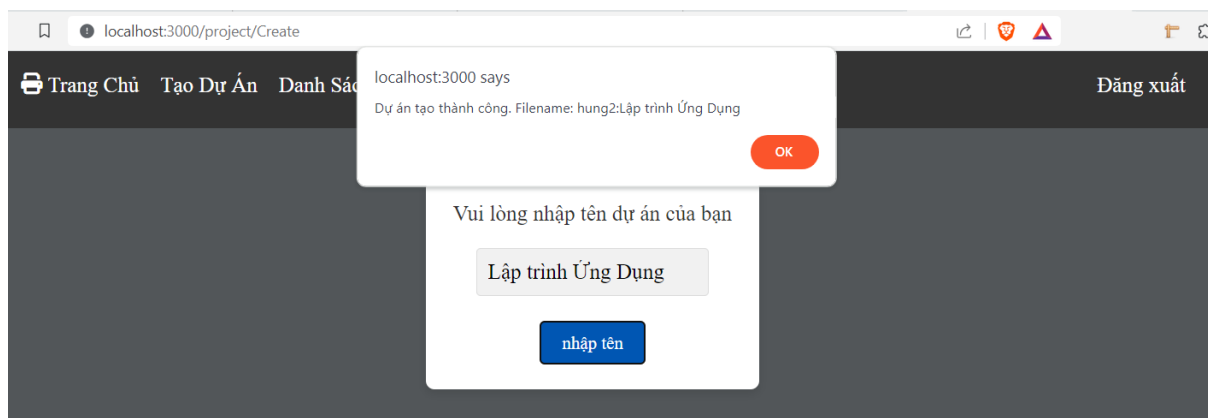 localhost:3000/project/Create
localhost:3000 says
Dự án tạo thành công. Filename: hung2:Lập trình Ứng Dụng
OK
Trang Chủ Tạo Dự Án Danh Đăng xuất
Vui lòng nhập tên dự án của bạn
Lập trình Ứng Dụng
nhập tên